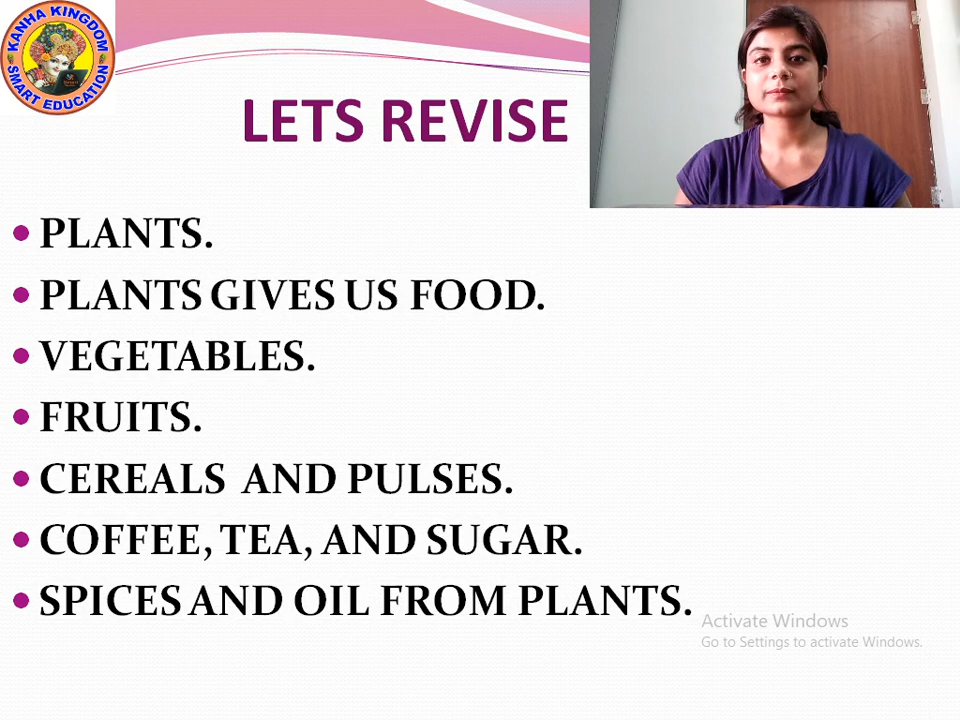 KANHA KINGDOM
SMART EDUCATION
LETS REVISE
PLANTS.
PLANTS GIVES US FOOD.
VEGETABLES.
FRUITS.
CEREALS AND PULSES.
COFFEE, TEA, AND SUGAR.
SPICES AND OIL FROM PLANTS.
Activate Windows
Go to Settings to activate Windows.